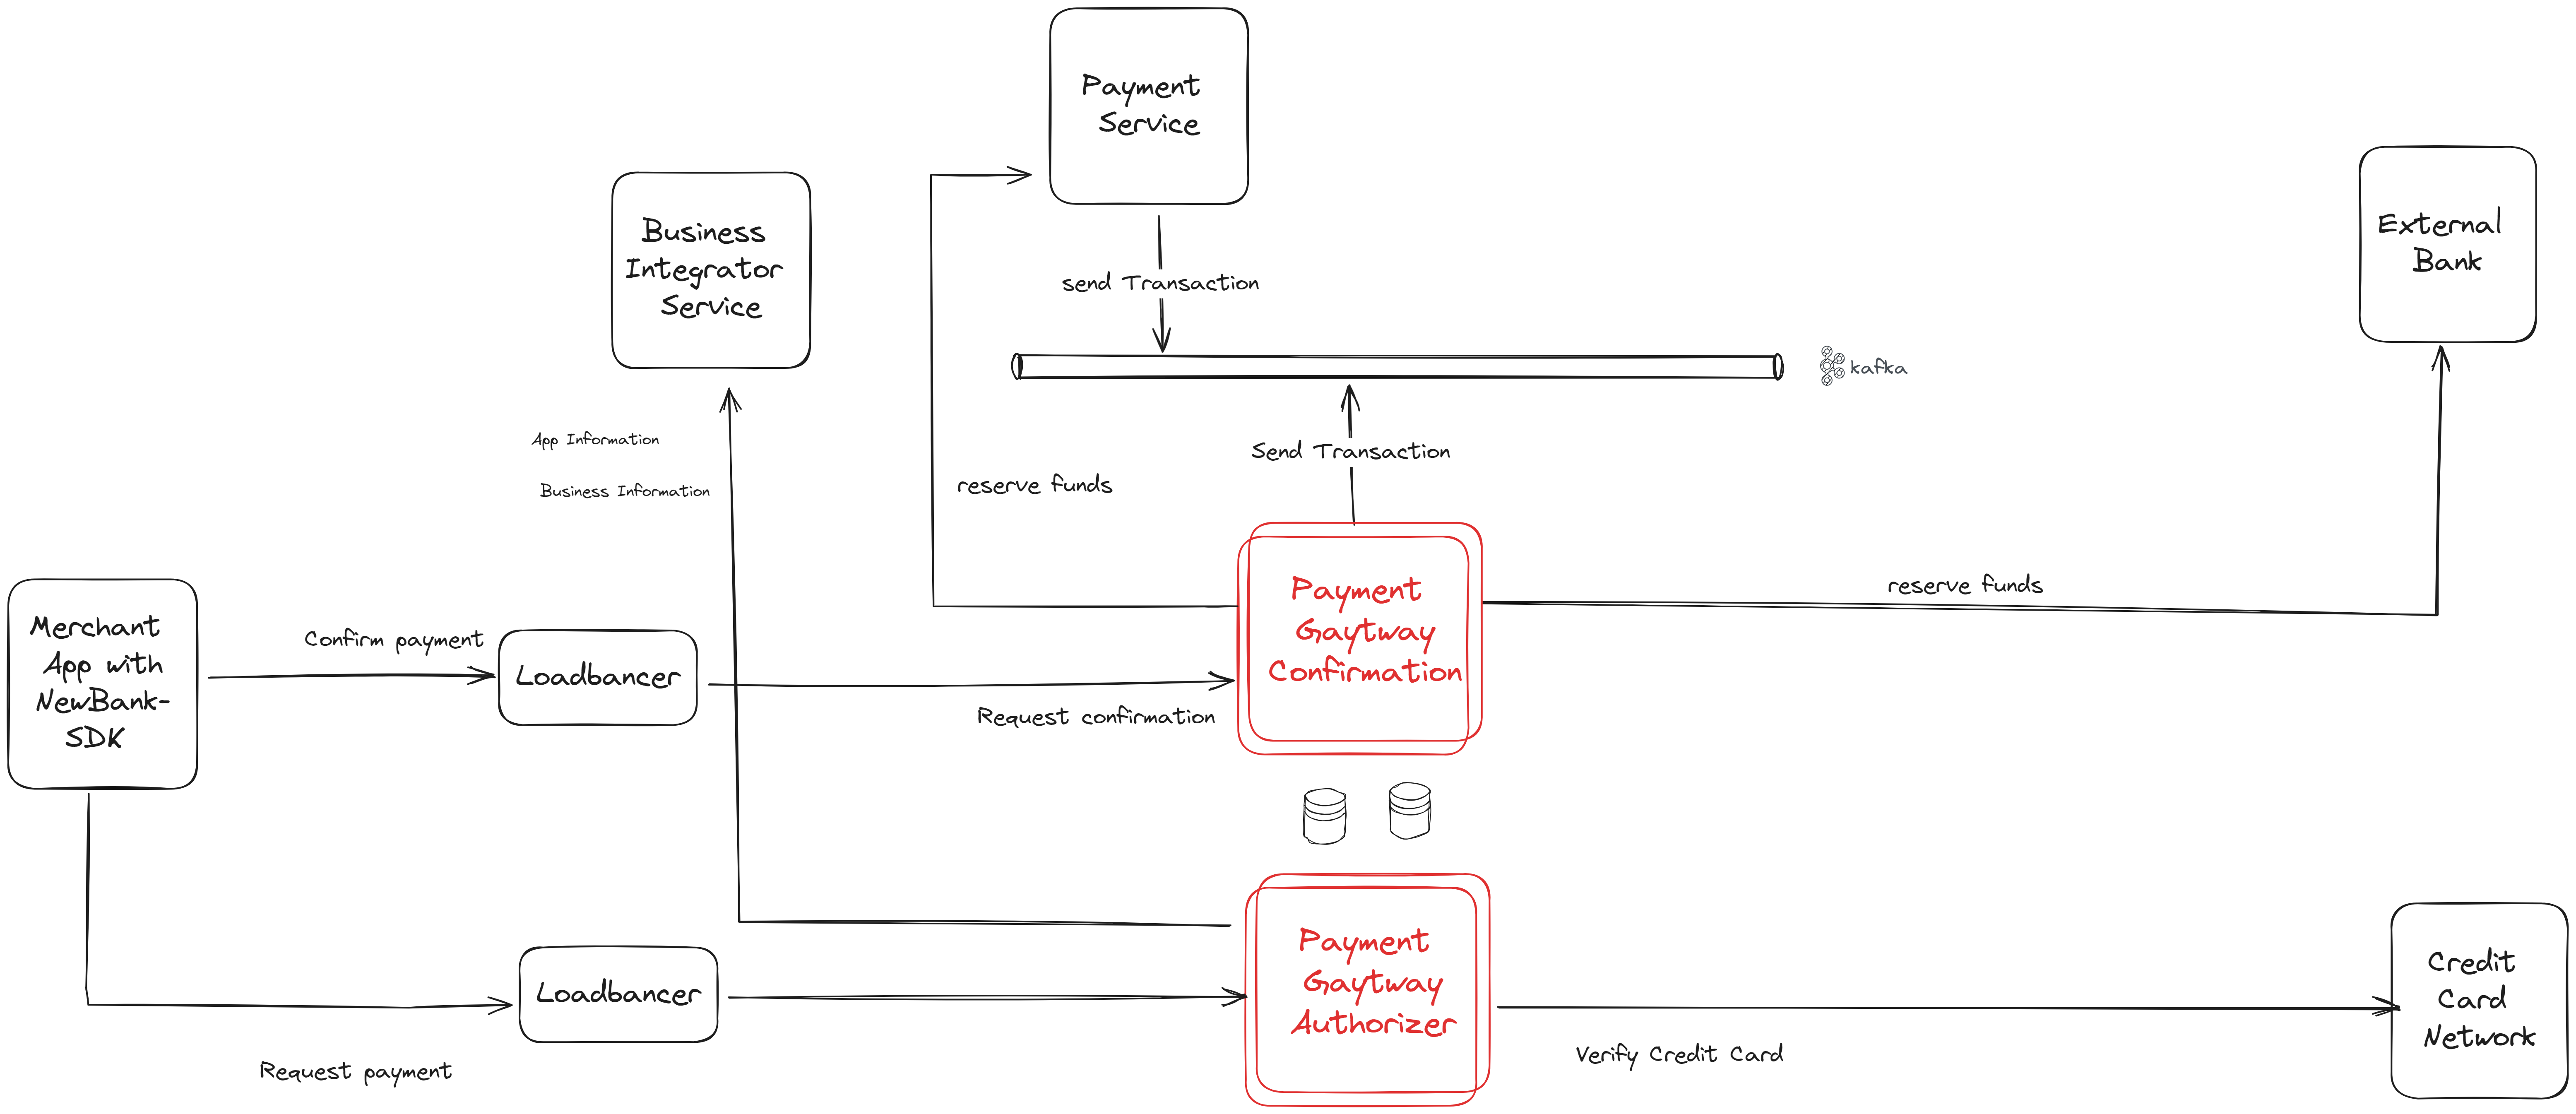 Payment
Service
Business
Integrator
Service
External
Bank
send Transaction
kafka
App Information
Business Information
Send Transaction
reserve funds
Payment
Gaytway
Confirmation
reserve funds
Merchant
App with
NewBank-
SDK
Confirm payment
Loadbancer
Request confirmation
Payment
Gaytway
Authorizer
Loadbancer
Request payment
Verify Credit Card
Credit
Card
Network